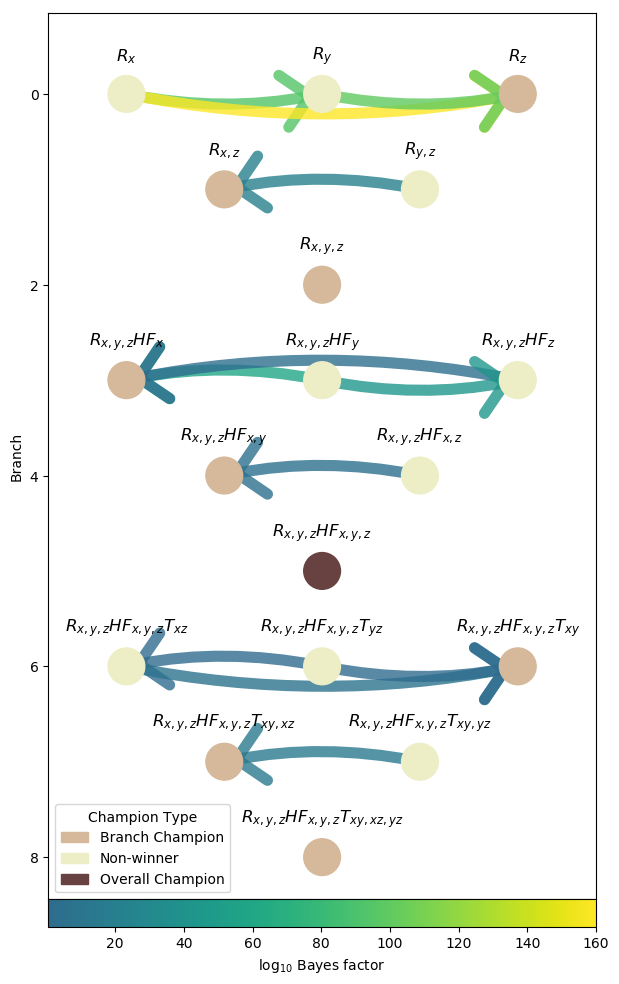 R_x R_y R_z
0
R_{x,z} R_{y,z}
R_{x,y,z}
2
R_{x,y,z}HF_x R_{x,y,z}HF_y R_{x,y,z}HF_z
R_{x,y,z}HF_{x,y} R_{x,y,z}HF_{x,z}
Branch
4
R_{x,y,z}HF_{x,y,z}
R_{x,y,z}HF_{x,y,z}T_{xz} R_{x,y,z}HF_{x,y,z}T_{yz} R_{x,y,z}HF_{x,y,z}T_{xy}
6
R_{x,y,z}HF_{x,y,z}T_{xy,xz} R_{x,y,z}HF_{x,y,z}T_{xy,yz}
R_{x,y,z}HF_{x,y,z}T_{xy,xz,yz}
Champion Type
Branch Champion
Non-winner
Overall Champion
8
20 40 60 80 100 120 140 160
log_{10} Bayes factor